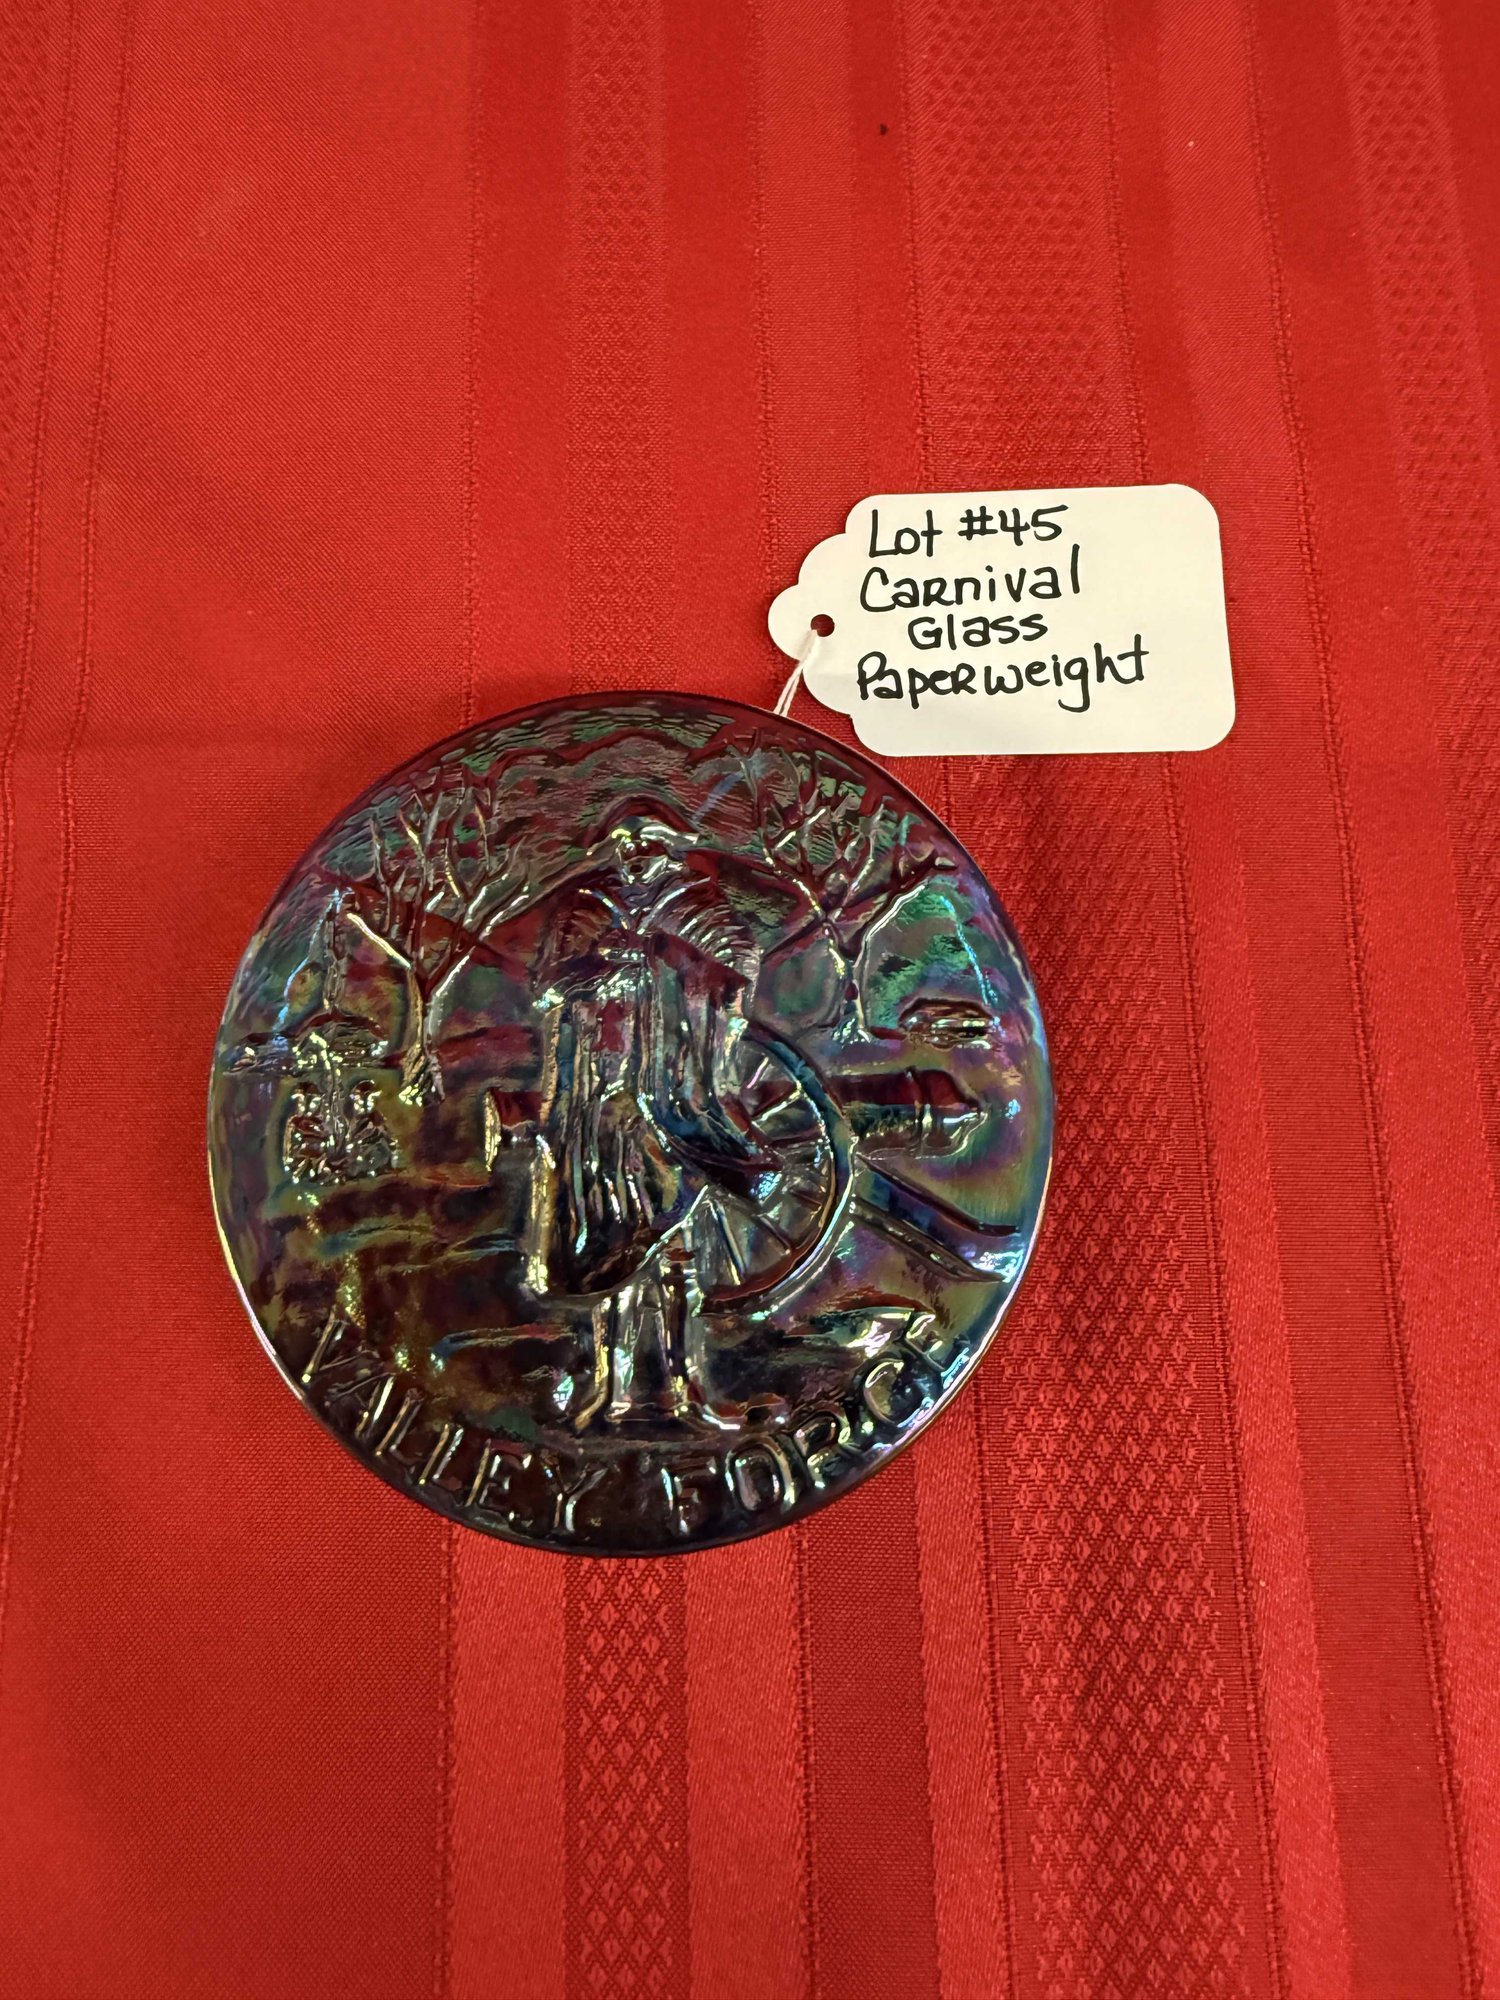 Lot #45
Carnival
Glass
Paperweight
VALLEY FORGE